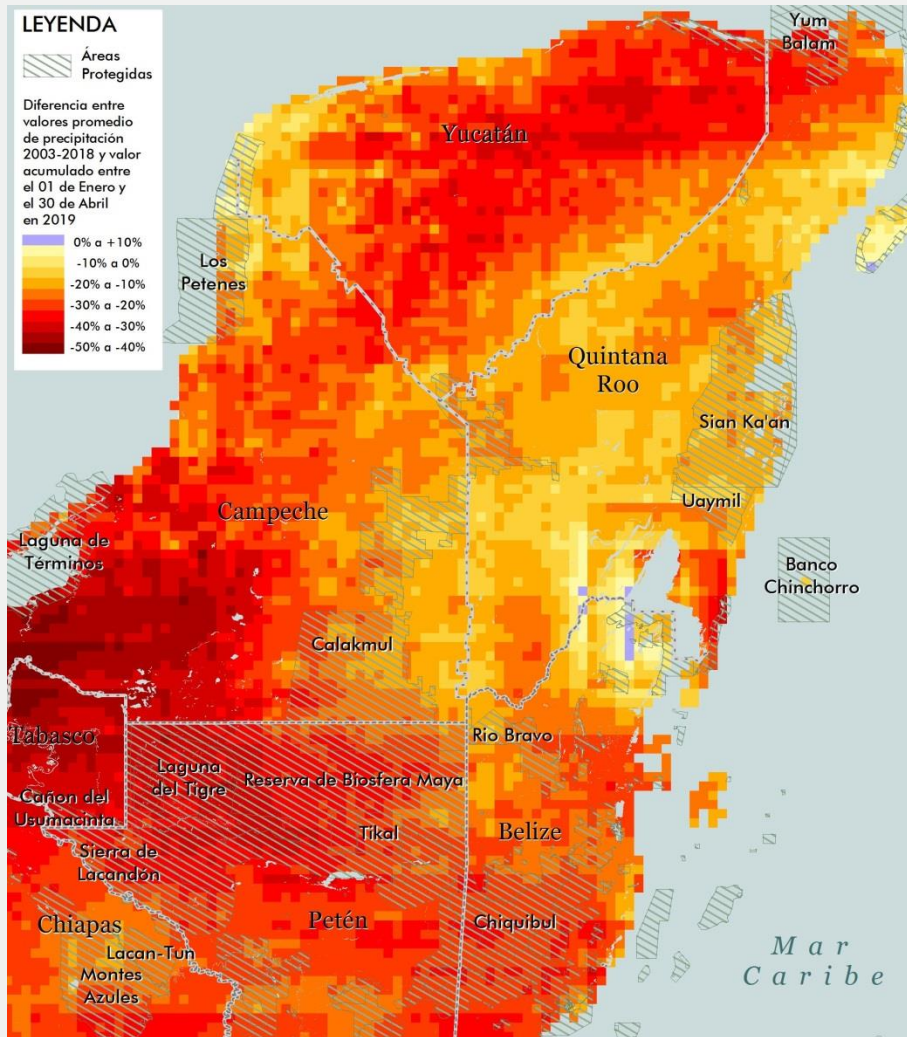 LEYENDA
Áreas
Protegidas
Diferencia entre
valores promedio
de precipitación
2003-2018 y valor
acumulado entre
el 01 de Enero y
el 30 de Abril
en 2019
0% a +10%
-10% a 0%
-20% a -10%
-30% a -20%
-40% a -30%
-50% a -40%
Yum
Balam
Yucatán
Los
Petenes
Quintana
Roo
Sian Ka'an
Uaymil
Campeche
Laguna de
Términos
Banco
Chinchorro
Calakmul
Tabasco
Rio Bravo
Laguna
del Tigre
Reserva de Bíosfera Maya
Cañon del
Usumacinta
Tikal
Belize
Sierra de
Lacandón
Chiapas
Petén
Chiquibul
Lacan-Tun
Montes
Azules
Mar
Caribe